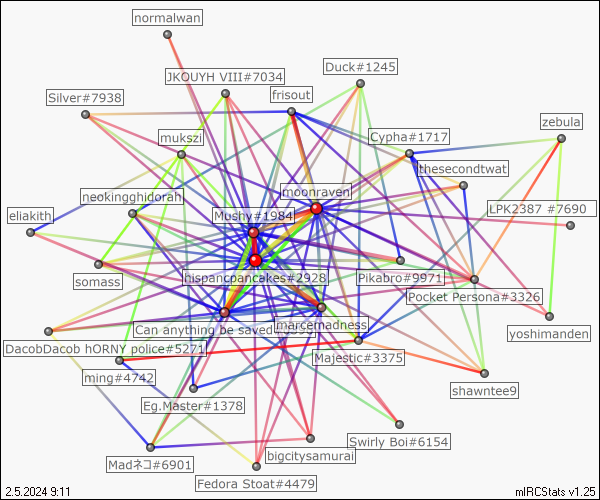 normalwan
JKOUYH VIII#7034
Duck#1245
Silver#7938
frisout
zebula
mukszi
Cypha#1717
thesecondtwat
neokingghidorah
moonraven
eliakith
Mushy#1984
LPK2387 #7690
somass
hispancpancakes#2928
Pikabro#9971
Pocket Persona#3326
Can anything be saved
marcemadness
yoshimanden
DacobDacob hORNY police#5271
Majestic#3375
ming#4742
shawntee9
Eg.Master#1378
Swirly Boi#6154
bigcitysamurai
Madネコ#6901
Fedora Stoat#4479
2.5.2024 9:11
mIRCStats v1.25